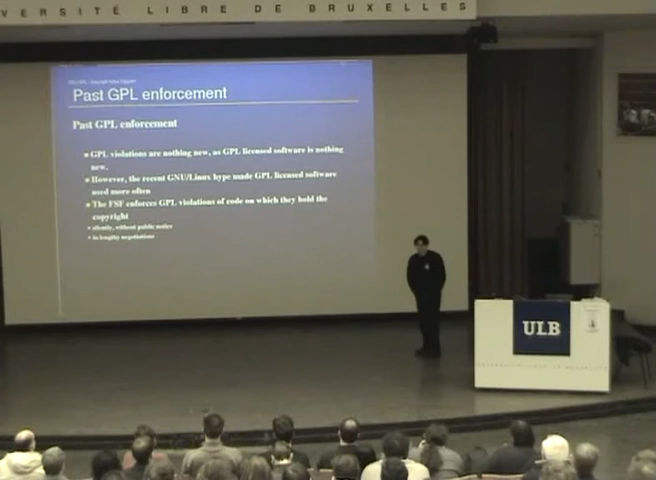 VERSITÉ LIBRE DE BRUXELLES
Past GPL enforcement
Past GPL enforcement
GPL violations are nothing new, as GPL licensed software is nothing
new.
However, the recent GNU/Linux hype made GPL licensed software
used more often
The FSF enforces GPL violations of code on which they hold the
copyright
silently, without public notice
in lengthy negotiations
ULB